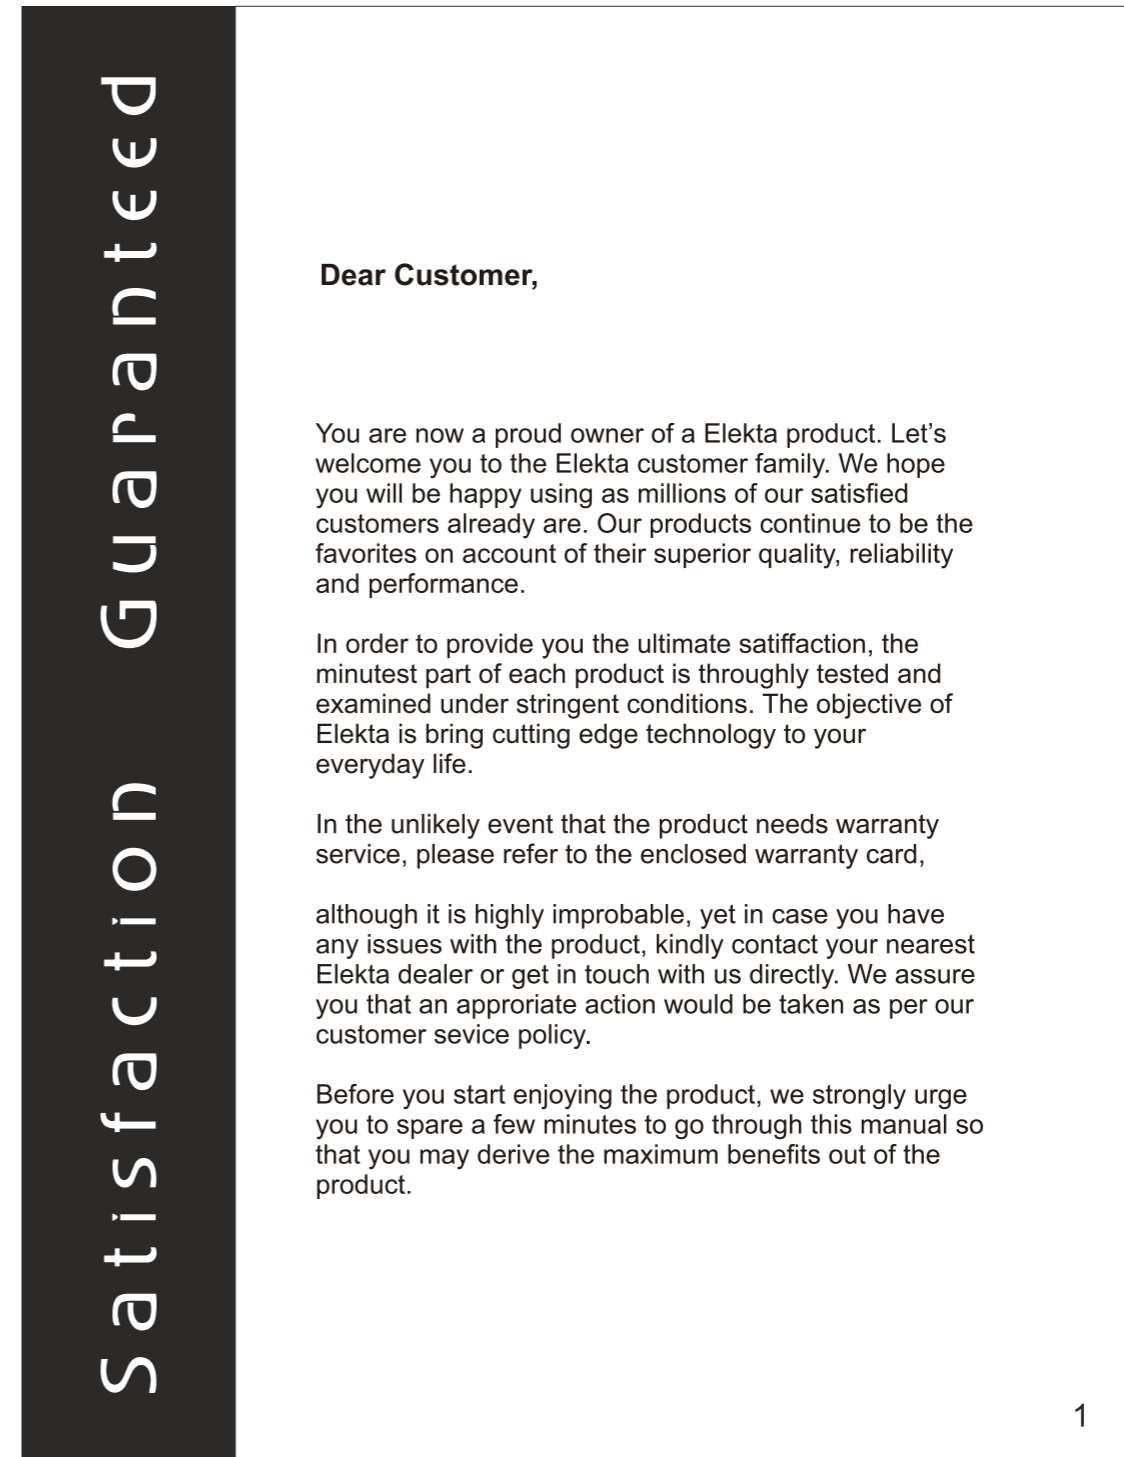 Satisfaction Guaranteed
Dear Customer,
You are now a proud owner of a Elekta product. Let’s
welcome you to the Elekta customer family. We hope
you will be happy using as millions of our satisfied
customers already are. Our products continue to be the
favorites on account of their superior quality, reliability
and performance.
In order to provide you the ultimate satiffaction, the
minutest part of each product is throughly tested and
examined under stringent conditions. The objective of
Elekta is bring cutting edge technology to your
everyday life.
In the unlikely event that the product needs warranty
service, please refer to the enclosed warranty card,
although it is highly improbable, yet in case you have
any issues with the product, kindly contact your nearest
Elekta dealer or get in touch with us directly. We assure
you that an approriate action would be taken as per our
customer sevice policy.
Before you start enjoying the product, we strongly urge
you to spare a few minutes to go through this manual so
that you may derive the maximum benefits out of the
product.
1